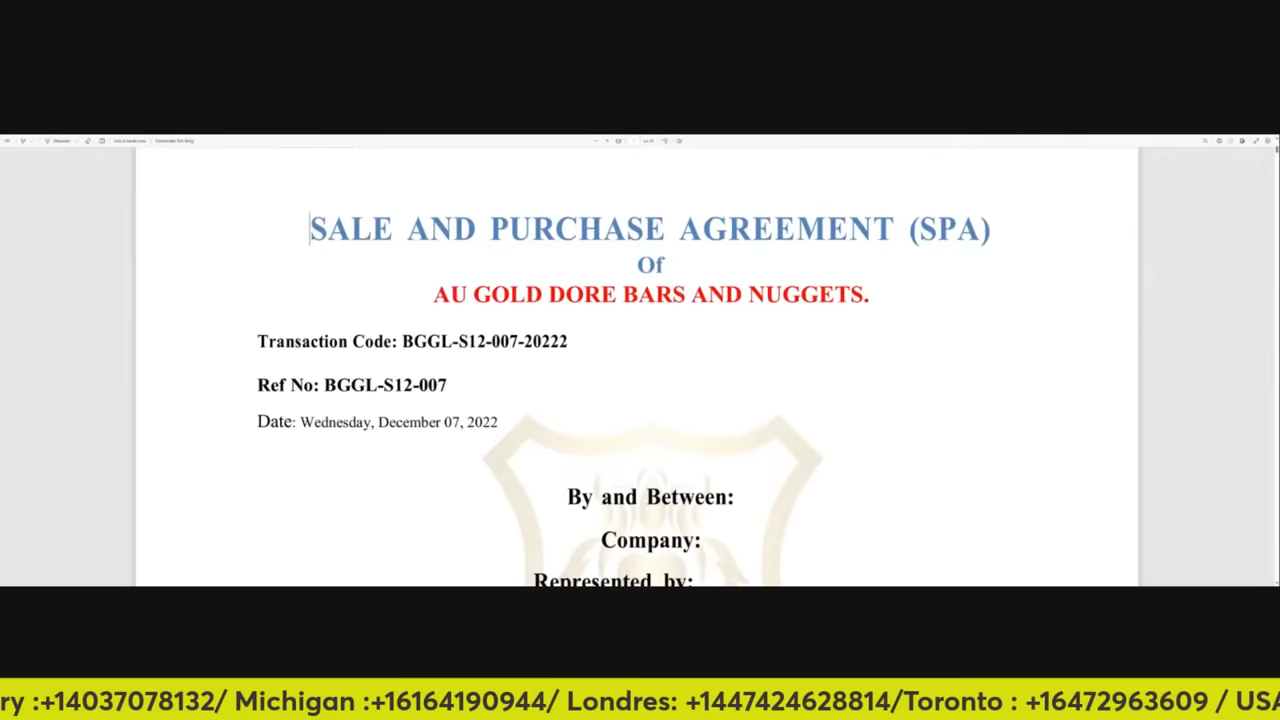 SALE AND PURCHASE AGREEMENT (SPA)
Of
AU GOLD DORE BARS AND NUGGETS.
Transaction Code: BGGL-S12-007-20222
Ref No: BGGL-S12-007
Date: Wednesday, December 07, 2022
By and Between:
Company:
Represented by:
ry :+14037078132/ Michigan :+16164190944/ Londres: +1447424628814/Toronto : +16472963609 / USA